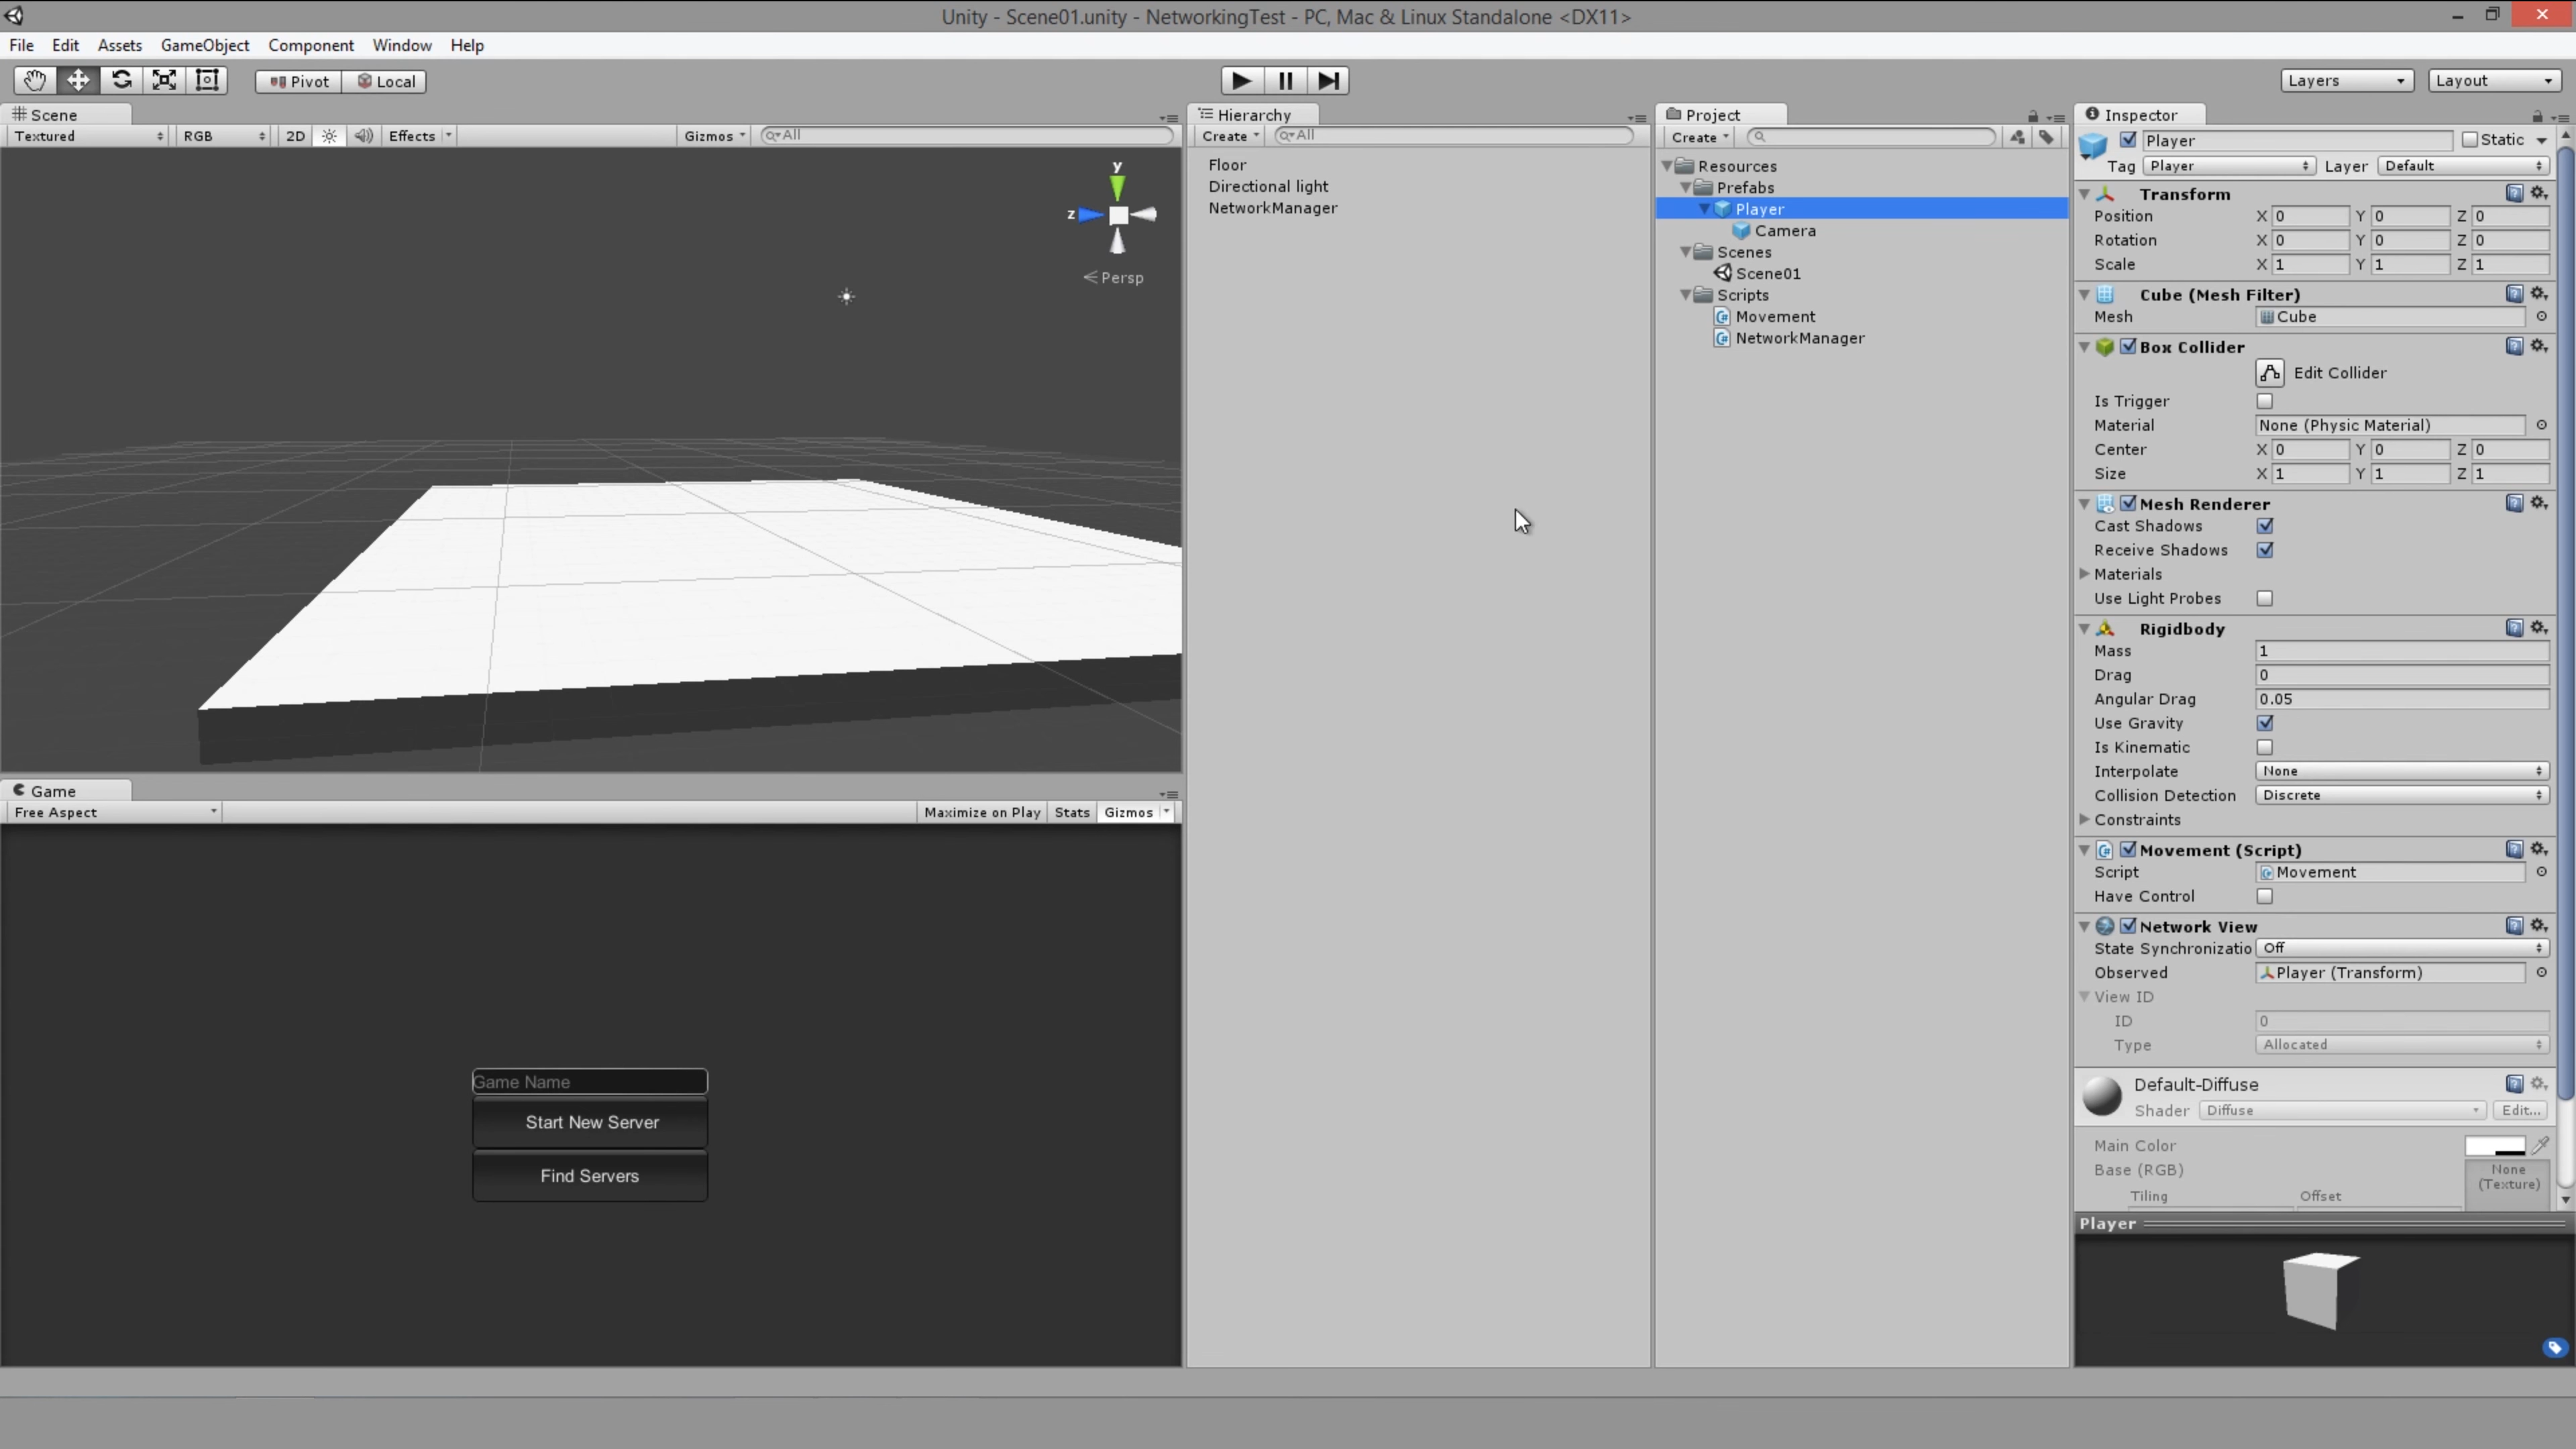 Unity - Scene01.unity - NetworkingTest - PC, Mac & Linux Standalone <DX11>
File Edit Assets GameObject Component Window Help
Pivot Local
Layers Layout
Scene
Textured RGB 2D Effects Gizmos All
y
z
Persp
Game
Free Aspect Maximize on Play Stats Gizmos
Game Name
Start New Server
Find Servers
Hierarchy
Create All
Floor
Directional light
NetworkManager
Project
Create
Resources
Prefabs
Player
Camera
Scenes
Scene01
Scripts
Movement
NetworkManager
Inspector
Player Static
Tag Player Layer Default
Transform
Position X 0 Y 0 Z 0
Rotation X 0 Y 0 Z 0
Scale X 1 Y 1 Z 1
Cube (Mesh Filter)
Mesh Cube
Box Collider
Edit Collider
Is Trigger
Material None (Physic Material)
Center X 0 Y 0 Z 0
Size X 1 Y 1 Z 1
Mesh Renderer
Cast Shadows
Receive Shadows
Materials
Use Light Probes
Rigidbody
Mass 1
Drag 0
Angular Drag 0.05
Use Gravity
Is Kinematic
Interpolate None
Collision Detection Discrete
Constraints
Movement (Script)
Script Movement
Have Control
Network View
State Synchronizatio Off
Observed Player (Transform)
View ID
ID 0
Type Allocated
Default-Diffuse
Shader Diffuse Edit...
Main Color
Base (RGB) None
(Texture)
Tiling Offset
Player